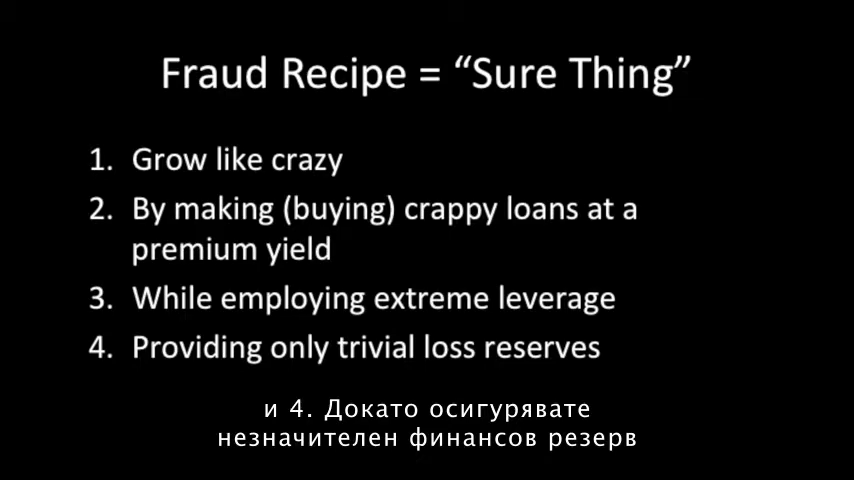 Fraud Recipe = “Sure Thing”
1. Grow like crazy
2. By making (buying) crappy loans at a
premium yield
3. While employing extreme leverage
4. Providing only trivial loss reserves
и 4. Докато осигурявате
незначителен финансов резерв